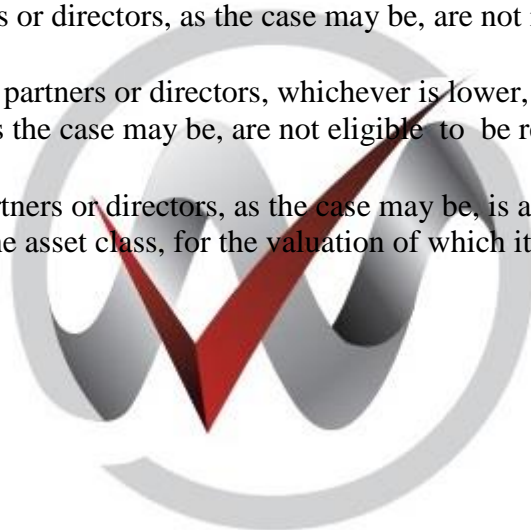 s or directors, as the case may be, are not
partners or directors, whichever is lower,
s the case may be, are not eligible to be re
tners or directors, as the case may be, is a
ne asset class, for the valuation of which it